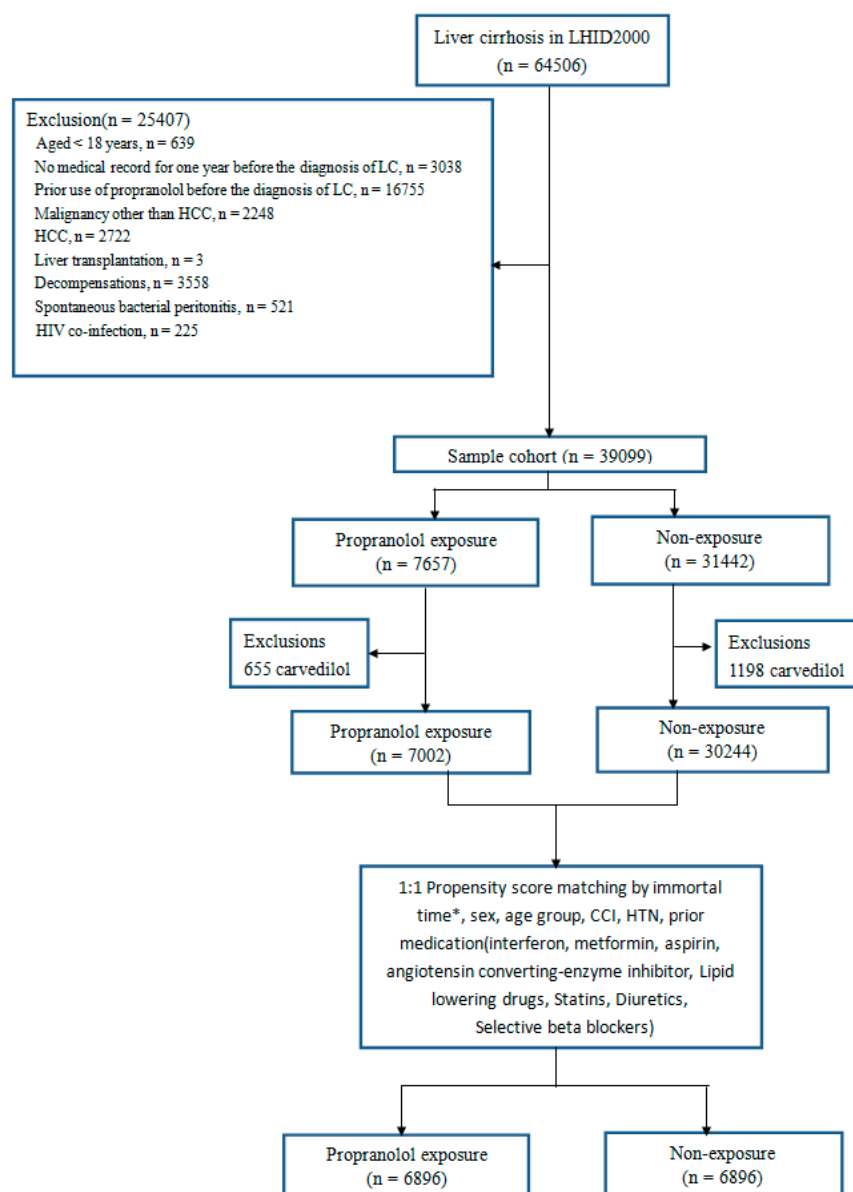 Liver cirrhosis in LHID2000
(n = 64506)
Exclusion(n = 25407)
Aged < 18 years, n = 639
No medical record for one year before the diagnosis of LC, n = 3038
Prior use of propranolol before the diagnosis of LC, n = 16755
Malignancy other than HCC, n = 2248
HCC, n = 2722
Liver transplantation, n = 3
Decompensations, n = 3558
Spontaneous bacterial peritonitis, n = 521
HIV co-infection, n = 225
Sample cohort (n = 39099)
Propranolol exposure
(n = 7657)
Non-exposure
(n = 31442)
Exclusions
655 carvedilol
Exclusions
1198 carvedilol
Propranolol exposure
(n = 7002)
Non-exposure
(n = 30244)
1:1 Propensity score matching by immortal
time*, sex, age group, CCI, HTN, prior
medication(interferon, metformin, aspirin,
angiotensin converting-enzyme inhibitor, Lipid
lowering drugs, Statins, Diuretics,
Selective beta blockers)
Propranolol exposure
(n = 6896)
Non-exposure
(n = 6896)